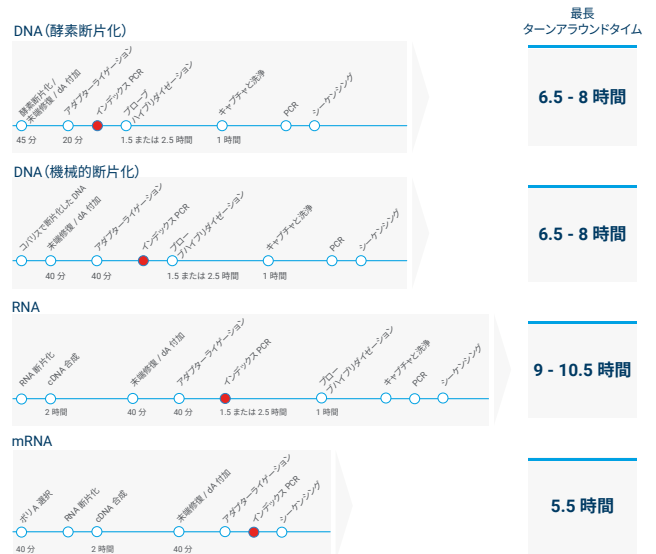 最長
ターンアラウンドタイム
DNA（酵素断片化）
酵素断片化 /
末端修復 / dA 付加
アダプターライゲーション
インデックス PCR
プローブ
ハイブリダイゼーション
キャプチャと洗浄
PCR
シーケンシング
45 分
20 分
1.5 または 2.5 時間
1 時間
6.5 - 8 時間
DNA（機械的断片化）
コバリスで断片化した DNA
末端修復 / dA 付加
アダプターライゲーション
インデックス PCR
プロー
ブハイブリダイゼーション
キャプチャと洗浄
PCR
シーケンシング
40 分
40 分
1.5 または 2.5 時間
1 時間
6.5 - 8 時間
RNA
RNA 断片化
cDNA 合成
末端修復 / dA 付加
アダプターライゲーション
インデックス PCR
プロー
ブハイブリダイゼーション
キャプチャと洗浄
PCR
シーケンシング
2 時間
40 分
40 分
1.5 または 2.5 時間
1 時間
9 - 10.5 時間
mRNA
ポリ A 選択
RNA 断片化
cDNA 合成
末端修復 / dA 付加
アダプターライゲーション
インデックス PCR
シーケンシング
40 分
2 時間
40 分
5.5 時間